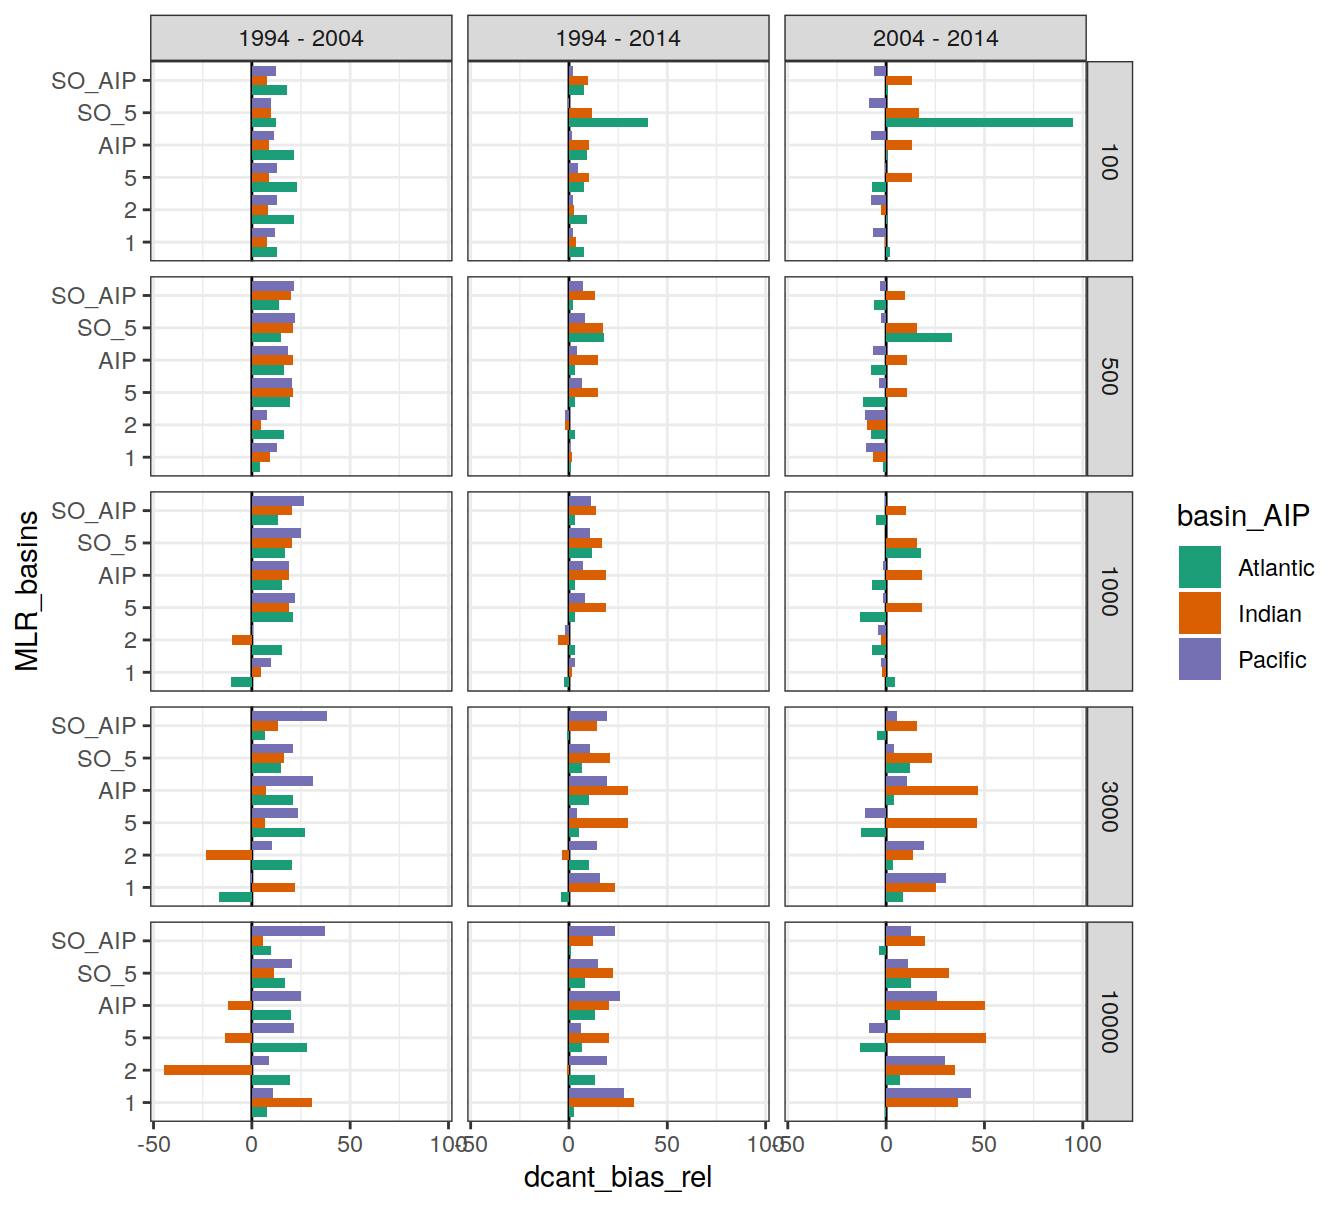 1994 - 2004
1994 - 2014
2004 - 2014
SO_AIP
SO_5
AIP
5
2
1
100
SO_AIP
SO_5
AIP
5
2
1
500
SO_AIP
SO_5
AIP
5
2
1
1000
SO_AIP
SO_5
AIP
5
2
1
3000
SO_AIP
SO_5
AIP
5
2
1
10000
MLR_basins
-50 0 50 100
-50 0 50 100
-50 0 50 100
dcant_bias_rel
basin_AIP
Atlantic
Indian
Pacific